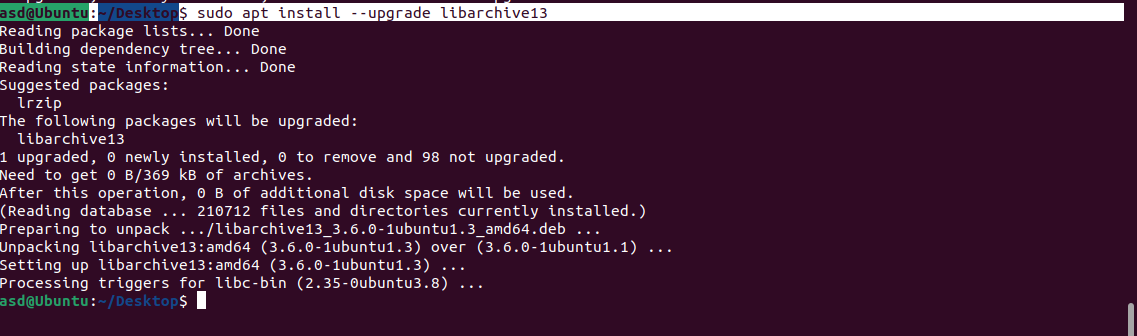 asd@Ubuntu:~/Desktop$ sudo apt install --upgrade libarchive13
Reading package lists... Done
Building dependency tree... Done
Reading state information... Done
Suggested packages:
  lrzip
The following packages will be upgraded:
  libarchive13
1 upgraded, 0 newly installed, 0 to remove and 98 not upgraded.
Need to get 0 B/369 kB of archives.
After this operation, 0 B of additional disk space will be used.
(Reading database ... 210712 files and directories currently installed.)
Preparing to unpack .../libarchive13_3.6.0-1ubuntu1.3_amd64.deb ...
Unpacking libarchive13:amd64 (3.6.0-1ubuntu1.3) over (3.6.0-1ubuntu1.1) ...
Setting up libarchive13:amd64 (3.6.0-1ubuntu1.3) ...
Processing triggers for libc-bin (2.35-0ubuntu3.8) ...
asd@Ubuntu:~/Desktop$